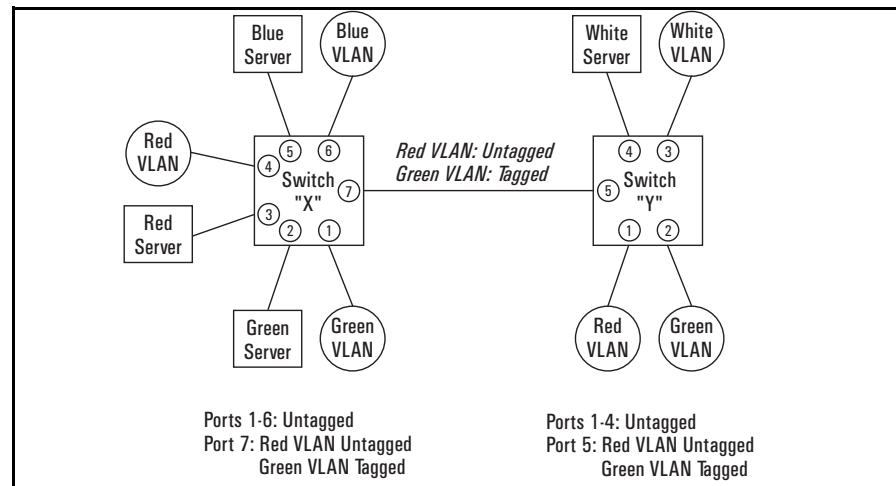 Blue
Server
Blue
VLAN
White
Server
White
VLAN
Red
VLAN
5
6
4
Switch
"X"
7
3
2
1
Red
Server
Red VLAN: Untagged
Green VLAN: Tagged
4
3
5
Switch
"Y"
1
2
Green
Server
Green
VLAN
Red
VLAN
Green
VLAN
Ports 1-6: Untagged
Port 7: Red VLAN Untagged
Green VLAN Tagged
Ports 1-4: Untagged
Port 5: Red VLAN Untagged
Green VLAN Tagged